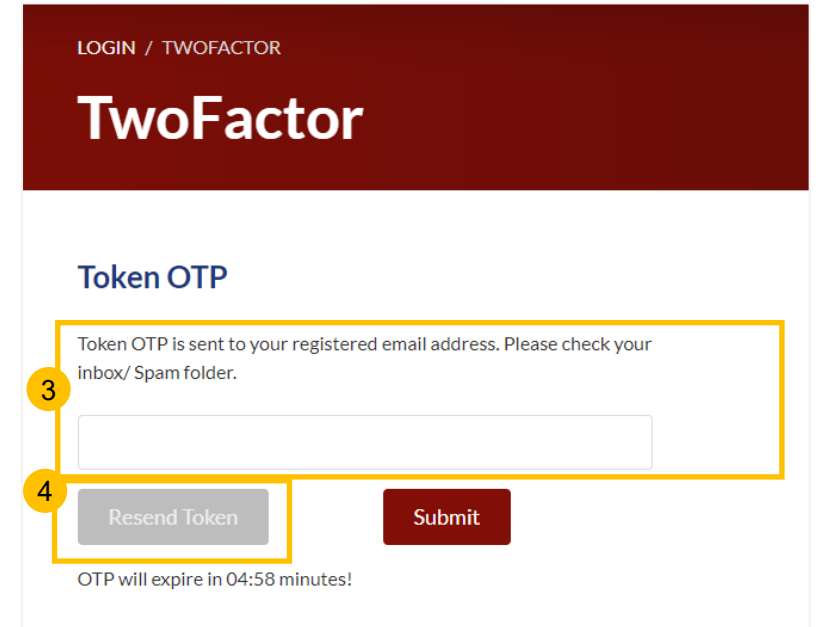 LOGIN / TWOFACTOR
TwoFactor
Token OTP
Token OTP is sent to your registered email address. Please check your
inbox/ Spam folder.
3
4
Resend Token
Submit
OTP will expire in 04:58 minutes!